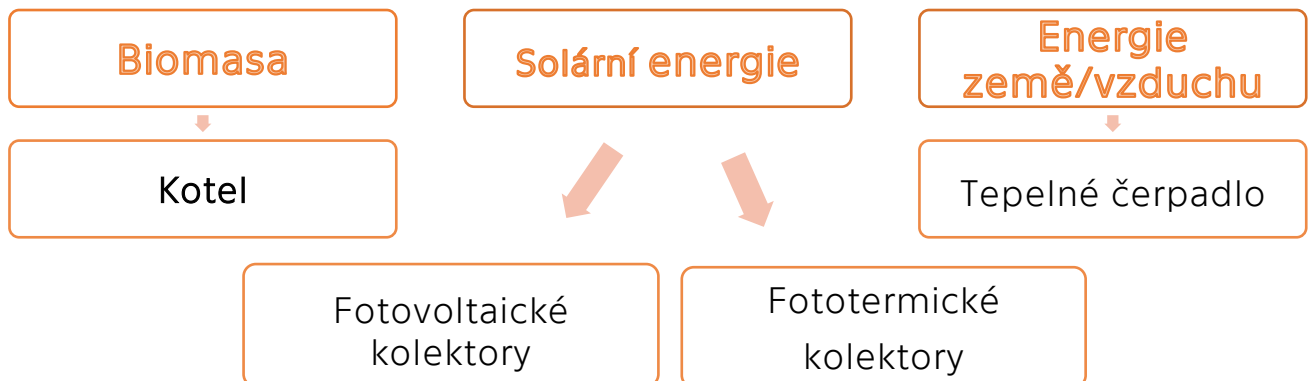 Biomasa
Solární energie
Energie
země/vzduchu
Kotel
Tepelné čerpadlo
Fotovoltaické
kolektory
Fototermické
kolektory